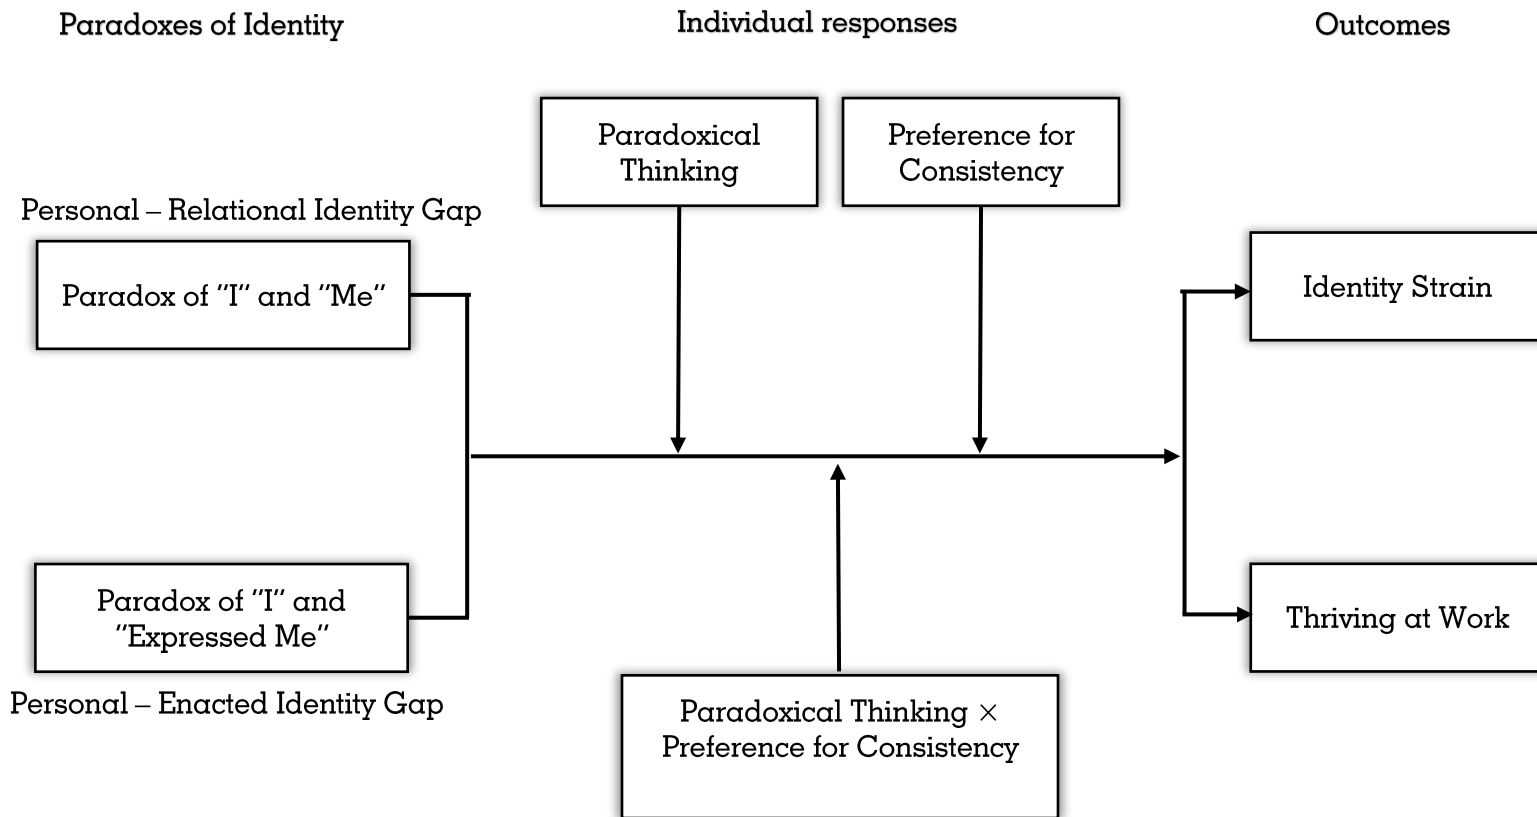 Paradoxes of Identity
Individual responses
Outcomes
Paradoxical
Thinking
Preference for
Consistency
Personal – Relational Identity Gap
Paradox of "I" and "Me"
Identity Strain
Paradox of "I" and
"Expressed Me"
Thriving at Work
Personal – Enacted Identity Gap
Paradoxical Thinking ×
Preference for Consistency